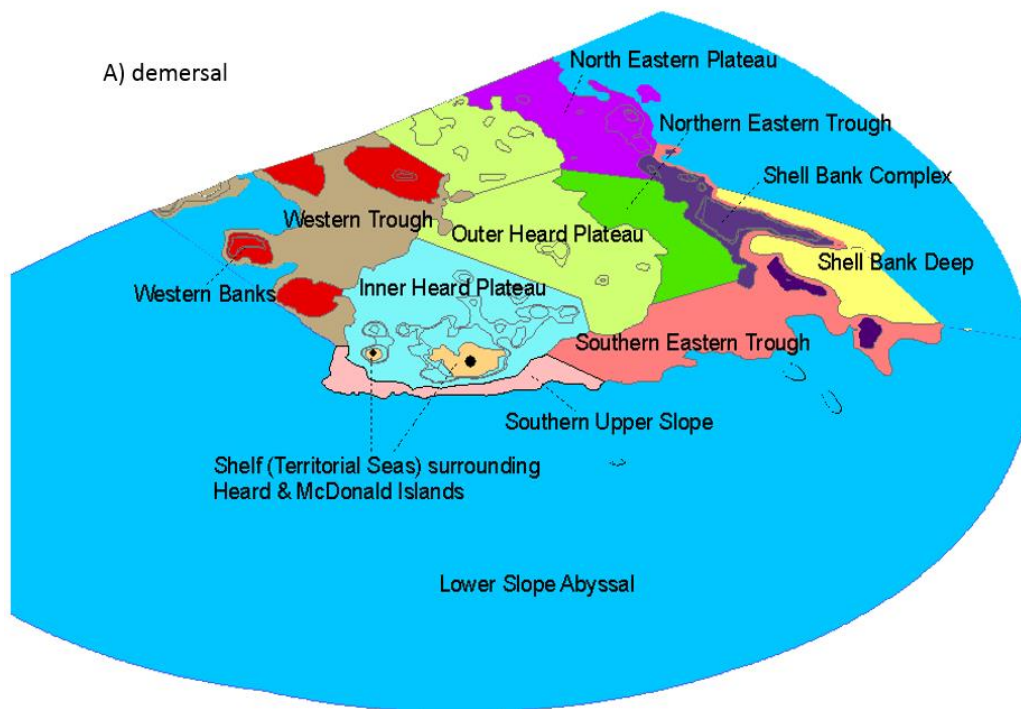 A) demersal
North Eastern Plateau
Northern Eastern Trough
Shell Bank Complex
Western Trough
Outer Heard Plateau
Shell Bank Deep
Western Banks
Inner Heard Plateau
Southern Eastern Trough
Southern Upper Slope
Shelf (Territorial Seas) surrounding
Heard & McDonald Islands
Lower Slope Abyssal